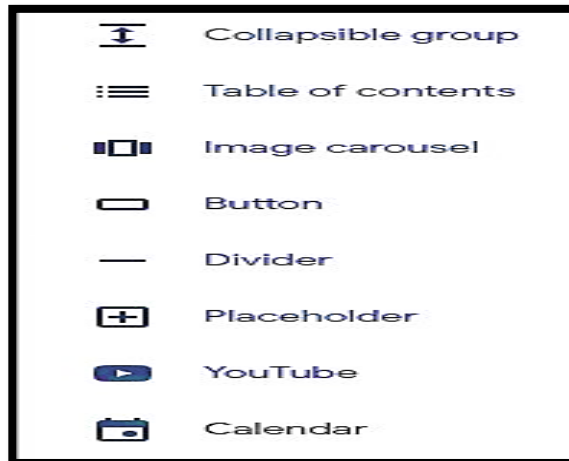 Collapsible group
Table of contents
Image carousel
Button
Divider
Placeholder
YouTube
Calendar